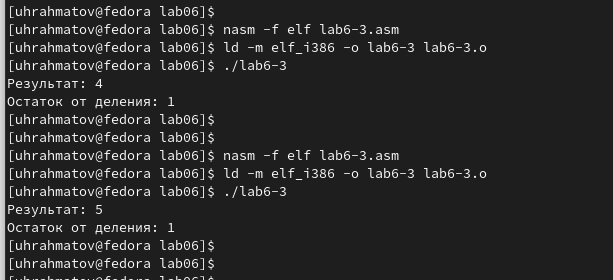 [uhrahmatov@fedora lab06]$
[uhrahmatov@fedora lab06]$ nasm -f elf lab6-3.asm
[uhrahmatov@fedora lab06]$ ld -m elf_i386 -o lab6-3 lab6-3.o
[uhrahmatov@fedora lab06]$ ./lab6-3
Результат: 4
Остаток от деления: 1
[uhrahmatov@fedora lab06]$
[uhrahmatov@fedora lab06]$
[uhrahmatov@fedora lab06]$ nasm -f elf lab6-3.asm
[uhrahmatov@fedora lab06]$ ld -m elf_i386 -o lab6-3 lab6-3.o
[uhrahmatov@fedora lab06]$ ./lab6-3
Результат: 5
Остаток от деления: 1
[uhrahmatov@fedora lab06]$
[uhrahmatov@fedora lab06]$